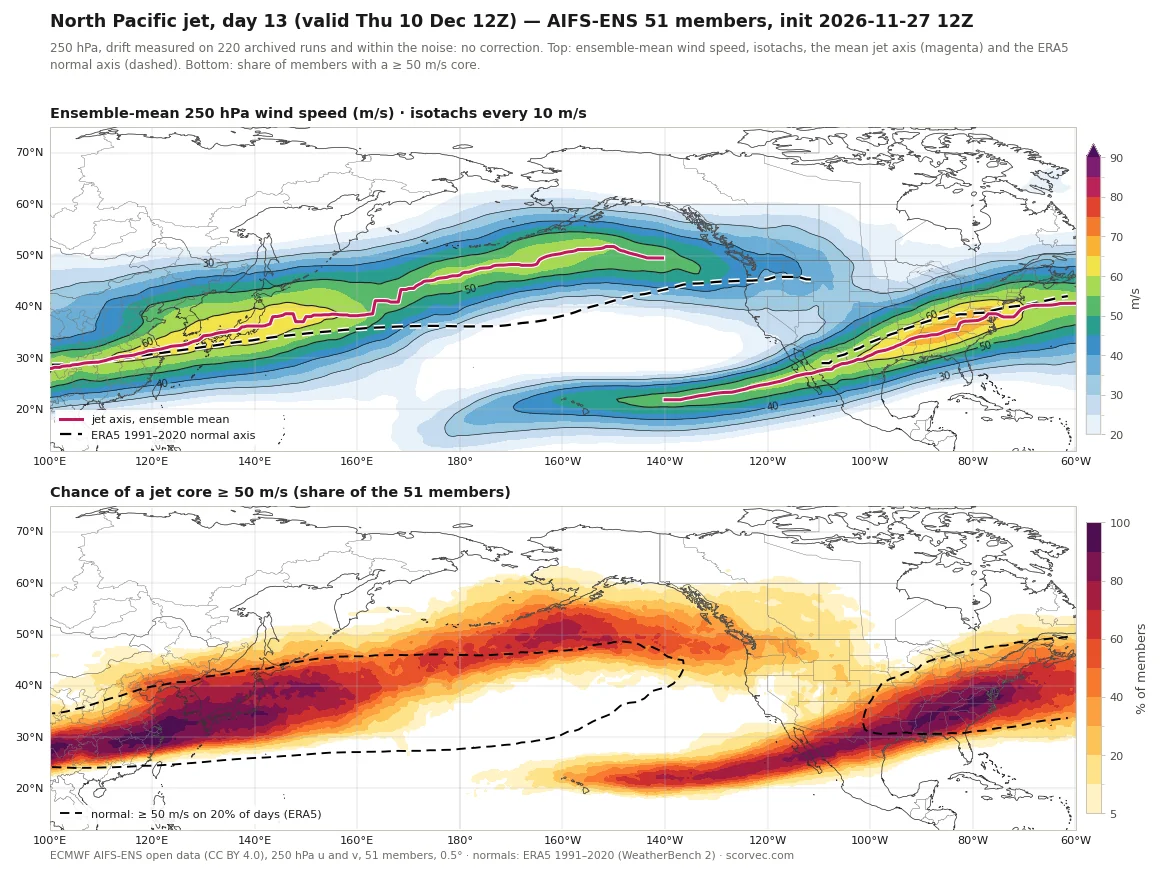 North Pacific jet, day 13 (valid Thu 10 Dec 12Z) — AIFS-ENS 51 members, init 2026-11-27 12Z
250 hPa, drift measured on 220 archived runs and within the noise: no correction. Top: ensemble-mean wind speed, isotachs, the mean jet axis (magenta) and the ERA5
normal axis (dashed). Bottom: share of members with a ≥ 50 m/s core.
Ensemble-mean 250 hPa wind speed (m/s) · isotachs every 10 m/s
70°N
60°N
50°N
40°N
30°N
20°N
30
60
40
50
40
30
60
50
jet axis, ensemble mean
ERA5 1991–2020 normal axis
100°E 120°E 140°E 160°E 180° 160°W 140°W 120°W 100°W 80°W 60°W
90
80
70
60
50
40
30
20
m/s
Chance of a jet core ≥ 50 m/s (share of the 51 members)
70°N
60°N
50°N
40°N
30°N
20°N
normal: ≥ 50 m/s on 20% of days (ERA5)
100°E 120°E 140°E 160°E 180° 160°W 140°W 120°W 100°W 80°W 60°W
100
80
60
40
20
5
% of members
ECMWF AIFS-ENS open data (CC BY 4.0), 250 hPa u and v, 51 members, 0.5° · normals: ERA5 1991–2020 (WeatherBench 2) · scorvec.com